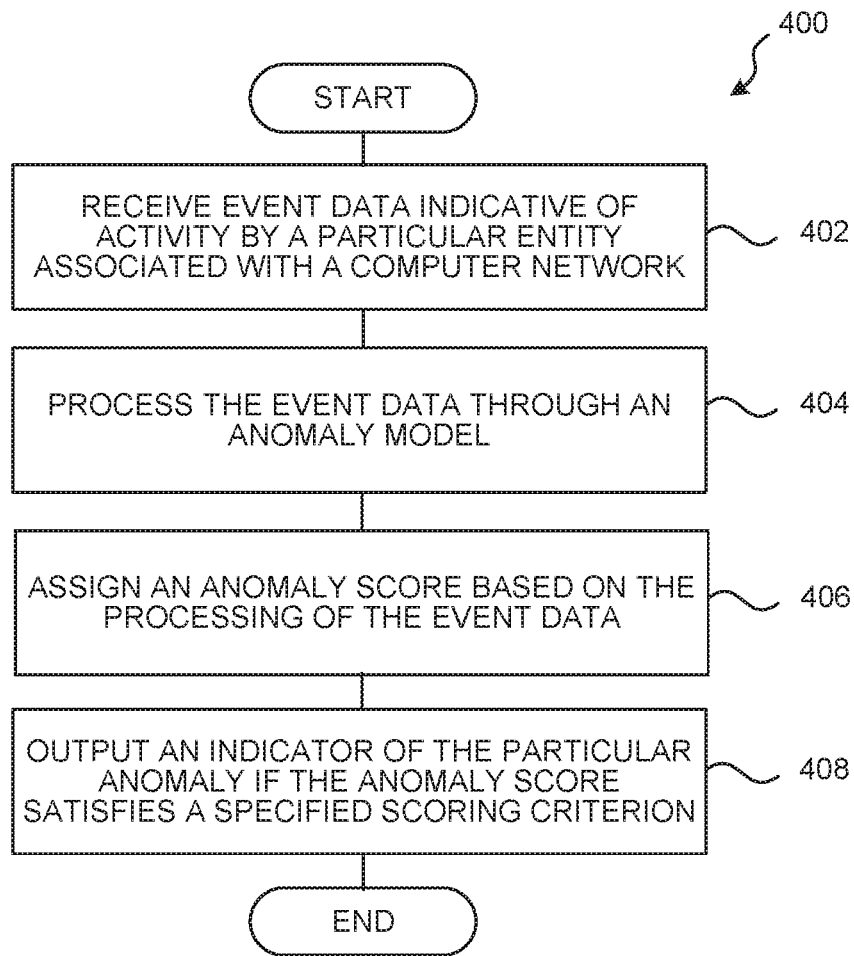 400
START
RECEIVE EVENT DATA INDICATIVE OF
ACTIVITY BY A PARTICULAR ENTITY
ASSOCIATED WITH A COMPUTER NETWORK
402
PROCESS THE EVENT DATA THROUGH AN
ANOMALY MODEL
404
ASSIGN AN ANOMALY SCORE BASED ON THE
PROCESSING OF THE EVENT DATA
406
OUTPUT AN INDICATOR OF THE PARTICULAR
ANOMALY IF THE ANOMALY SCORE
SATISFIES A SPECIFIED SCORING CRITERION
408
END